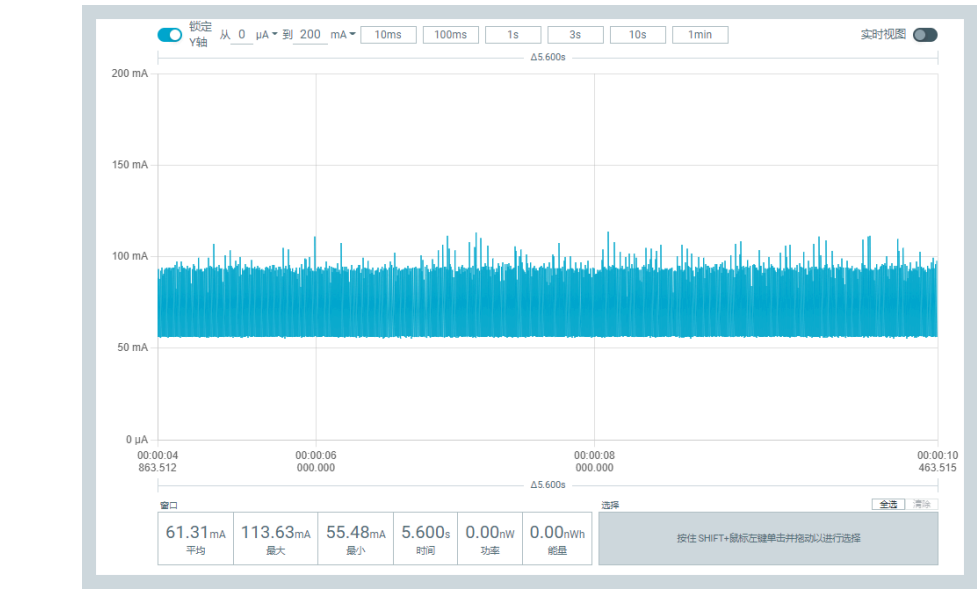 锁定
Y轴
从 0 μA 到 200 mA 10ms 100ms 1s 3s 10s 1min 实时视图
Δ5.600s
200 mA
150 mA
100 mA
50 mA
0 μA
00:00:04 00:00:06 00:00:08 00:00:10
863.512 000.000 000.000 463.515
Δ5.600s
窗口 选择 全选 清除
61.31mA 113.63mA 55.48mA 5.600s 0.00nW 0.00nWh
平均 最大 最小 时间 功率 能量
按住 SHIFT+鼠标左键单击并拖动以进行选择